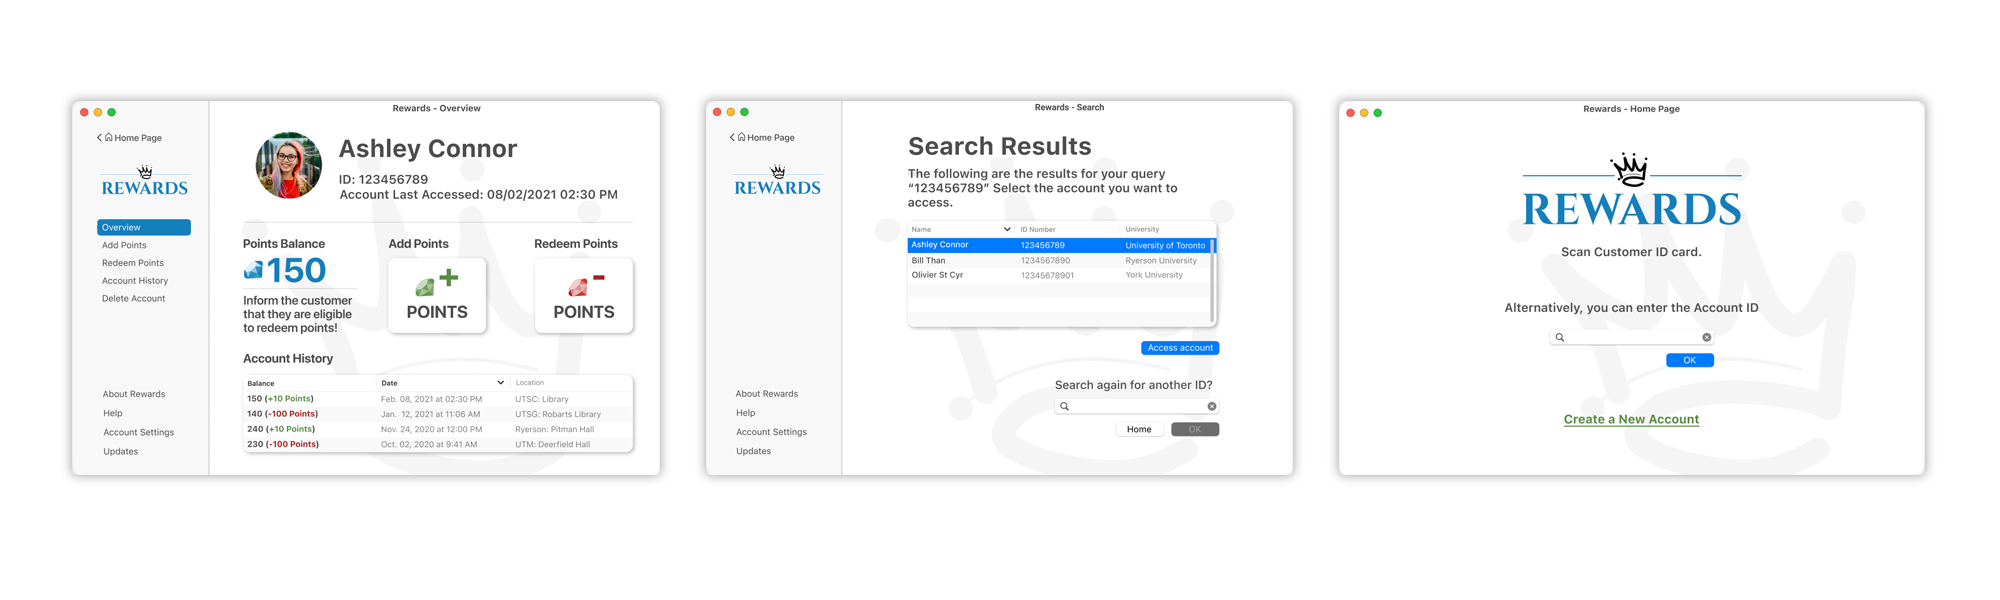 Rewards - Overview
Home Page
REWARDS
Overview
Add Points
Redeem Points
Account History
Delete Account
About Rewards
Help
Account Settings
Updates
Ashley Connor
ID: 123456789
Account Last Accessed: 08/02/2021 02:30 PM
Points Balance
150
Inform the customer
that they are eligible
to redeem points!
Add Points
POINTS
Redeem Points
POINTS
Account History
Balance Date Location
150 (+10 Points) Feb. 08, 2021 at 02:30 PM UTSC: Library
140 (-100 Points) Jan. 12, 2021 at 11:06 AM UTSG: Robarts Library
240 (+10 Points) Nov. 24, 2020 at 12:00 PM Ryerson: Pitman Hall
230 (-100 Points) Oct. 02, 2020 at 9:41 AM UTM: Deerfield Hall
Rewards - Search
Home Page
REWARDS
About Rewards
Help
Account Settings
Updates
Search Results
The following are the results for your query
“123456789” Select the account you want to
access.
Name ID Number University
Ashley Connor 123456789 University of Toronto
Bill Than 1234567890 Ryerson University
Olivier St Cyr 12345678901 York University
Access account
Search again for another ID?
Home OK
Rewards - Home Page
REWARDS
Scan Customer ID card.
Alternatively, you can enter the Account ID
OK
Create a New Account